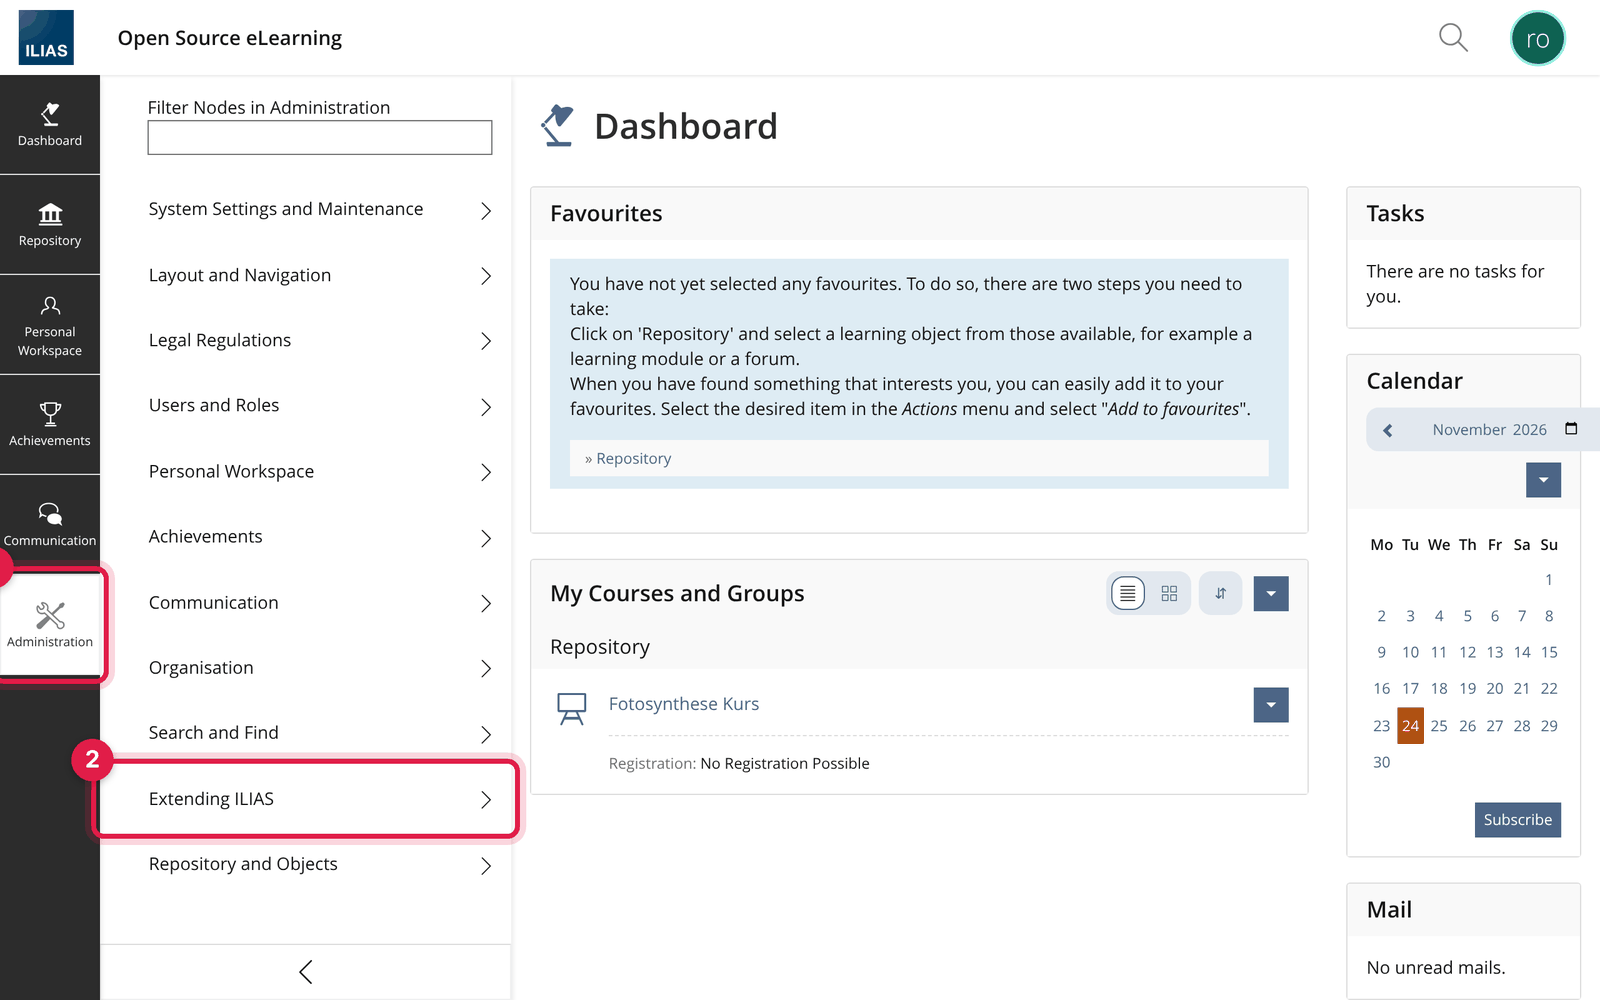 ILIAS
Open Source eLearning
ro
Dashboard
Repository
Personal
Workspace
Achievements
Communication
Administration
Filter Nodes in Administration
System Settings and Maintenance
Layout and Navigation
Legal Regulations
Users and Roles
Personal Workspace
Achievements
Communication
Organisation
Search and Find
2
Extending ILIAS
Repository and Objects
Dashboard
Favourites
You have not yet selected any favourites. To do so, there are two steps you need to
take:
Click on 'Repository' and select a learning object from those available, for example a
learning module or a forum.
When you have found something that interests you, you can easily add it to your
favourites. Select the desired item in the Actions menu and select "Add to favourites".
» Repository
My Courses and Groups
Repository
Fotosynthese Kurs
Registration: No Registration Possible
Tasks
There are no tasks for
you.
Calendar
November 2026
Mo Tu We Th Fr Sa Su
1
2 3 4 5 6 7 8
9 10 11 12 13 14 15
16 17 18 19 20 21 22
23 24 25 26 27 28 29
30
Subscribe
Mail
No unread mails.